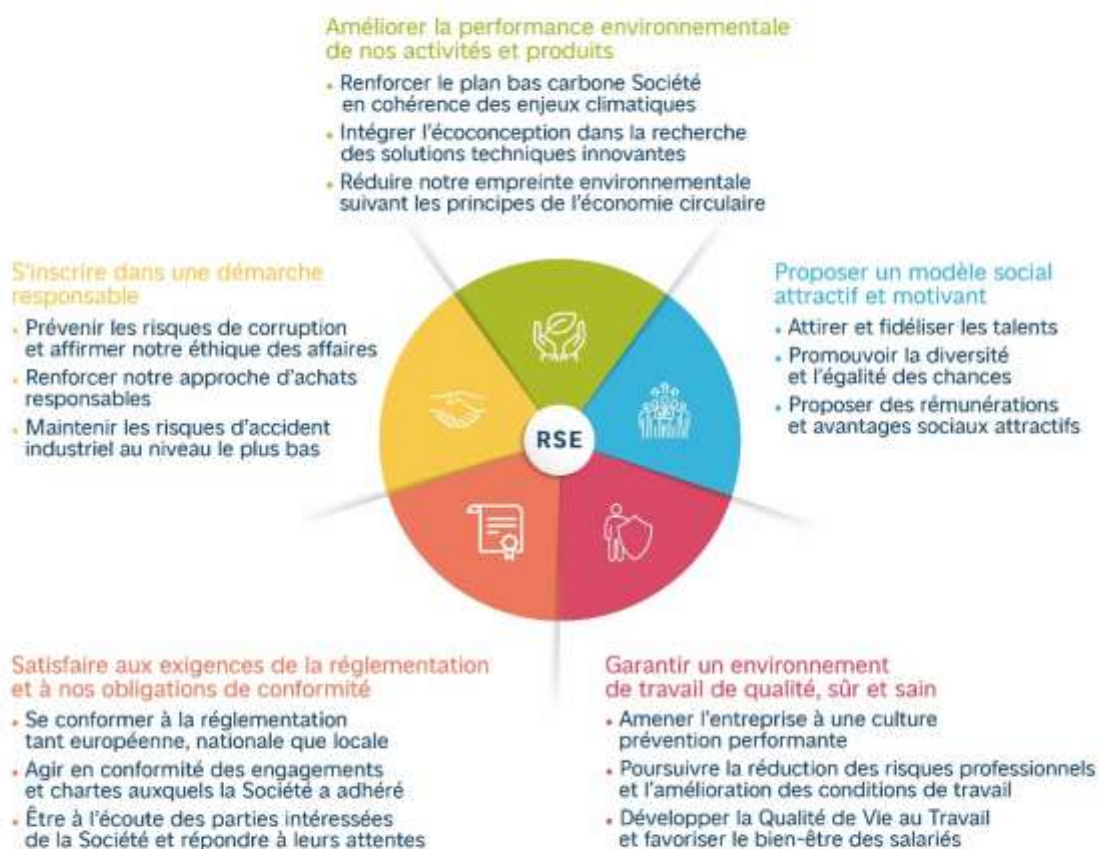 Améliorer la performance environnementale
de nos activités et produits
• Renforcer le plan bas carbone Société
en cohérence des enjeux climatiques
• Intégrer l'écoconception dans la recherche
des solutions techniques innovantes
• Réduire notre empreinte environnementale
suivant les principes de l'économie circulaire
S'inscrire dans une démarche
responsable
• Prévenir les risques de corruption
et affirmer notre éthique des affaires
• Renforcer notre approche d'achats
responsables
• Maintenir les risques d'accident
industriel au niveau le plus bas
RSE
Proposer un modèle social
attractif et motivant
• Attirer et fidéliser les talents
• Promouvoir la diversité
et l'égalité des chances
• Proposer des rémunérations
et avantages sociaux attractifs
Satisfaire aux exigences de la réglementation
et à nos obligations de conformité
• Se conformer à la réglementation
tant européenne, nationale que locale
• Agir en conformité des engagements
et chartes auxquels la Société a adhéré
• Être à l'écoute des parties intéressées
de la Société et répondre à leurs attentes
Garantir un environnement
de travail de qualité, sûr et sain
• Amener l'entreprise à une culture
prévention performante
• Poursuivre la réduction des risques professionnels
et l'amélioration des conditions de travail
• Développer la Qualité de Vie au Travail
et favoriser le bien-être des salariés